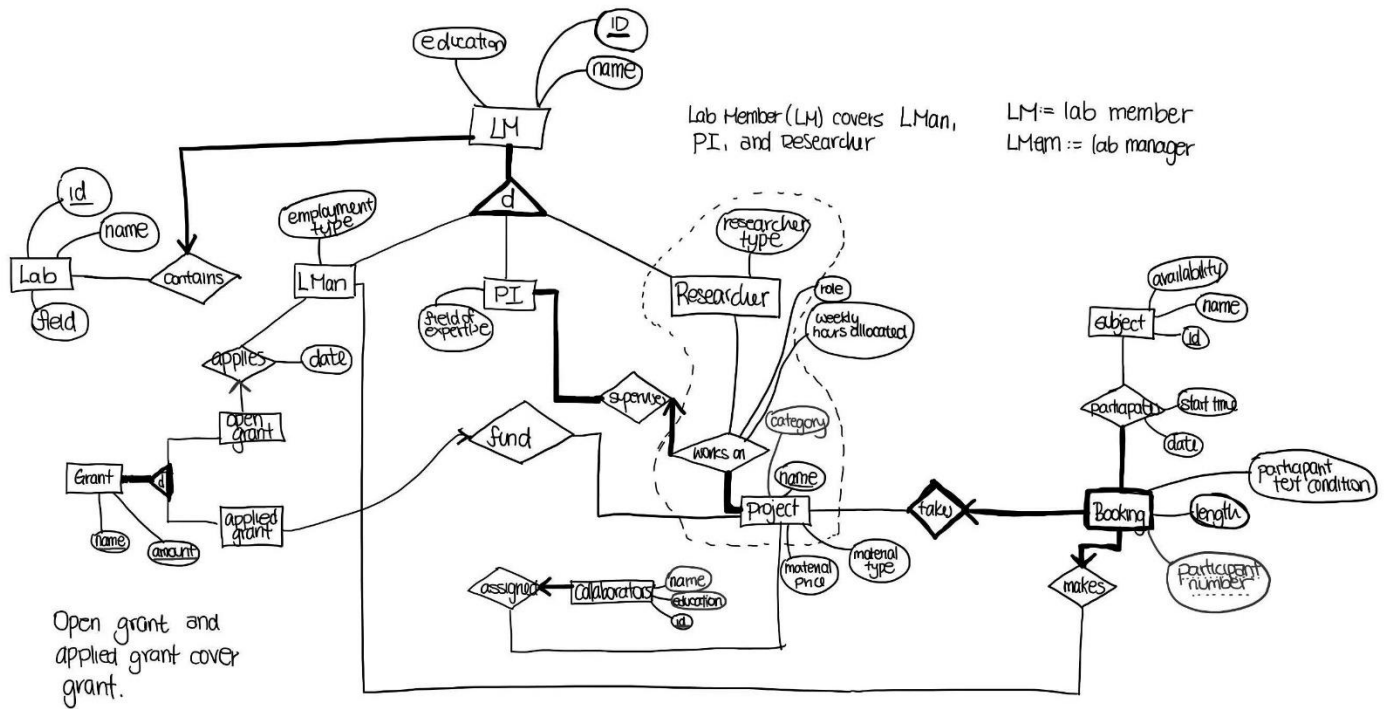 education
ID
name
LM
Lab Member (LM) covers LMan,
PI, and Researcher
LM:= lab member
LMam := lab manager
d
id
name
Lab
field
contains
employment
type
LMan
PI
field of
expertise
researcher
type
Researcher
role
weekly
hours allocated
availability
name
subject
id
applies
date
open
grant
supervises
fund
works on
category
name
project
material
price
material
type
takes
start time
date
participant
test condition
Booking
length
participant
number
makes
Grant
d
name
amount
applied
grant
assigned
collaborators
name
education
id
Open grant and
applied grant cover
grant.